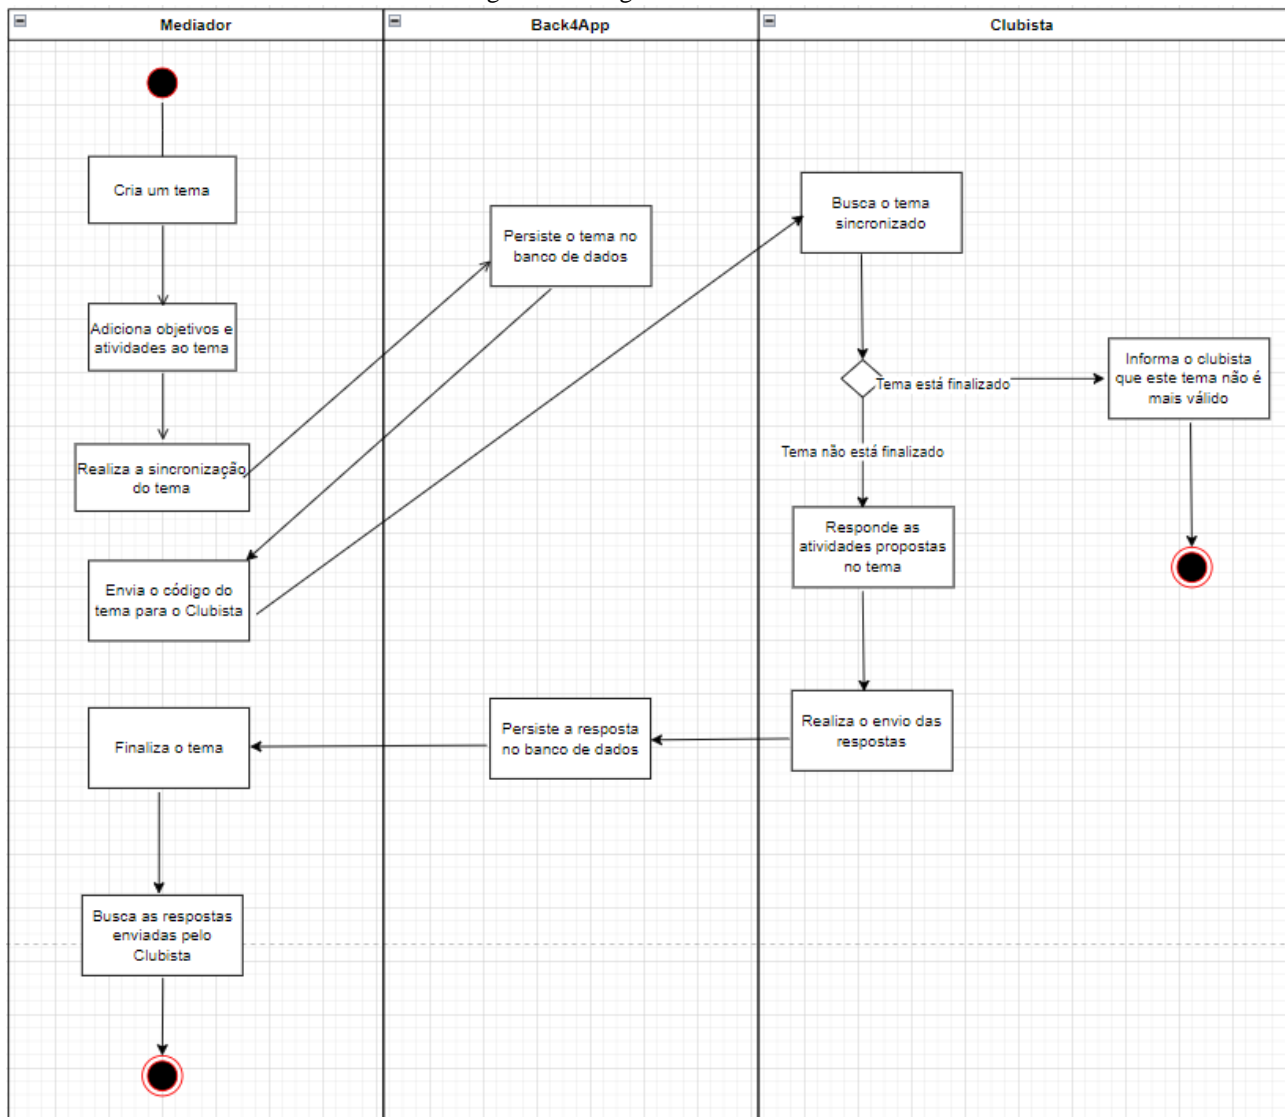 Mediador
Back4App
Clubista
Cria um tema
Adiciona objetivos e
atividades ao tema
Realiza a sincronização
do tema
Envia o código do
tema para o Clubista
Finaliza o tema
Busca as respostas
enviadas pelo
Clubista
Persiste o tema no
banco de dados
Persiste a resposta
no banco de dados
Busca o tema
sincronizado
Tema está finalizado
Informa o clubista
que este tema não é
mais válido
Tema não está finalizado
Responde as
atividades propostas
no tema
Realiza o envio das
respostas